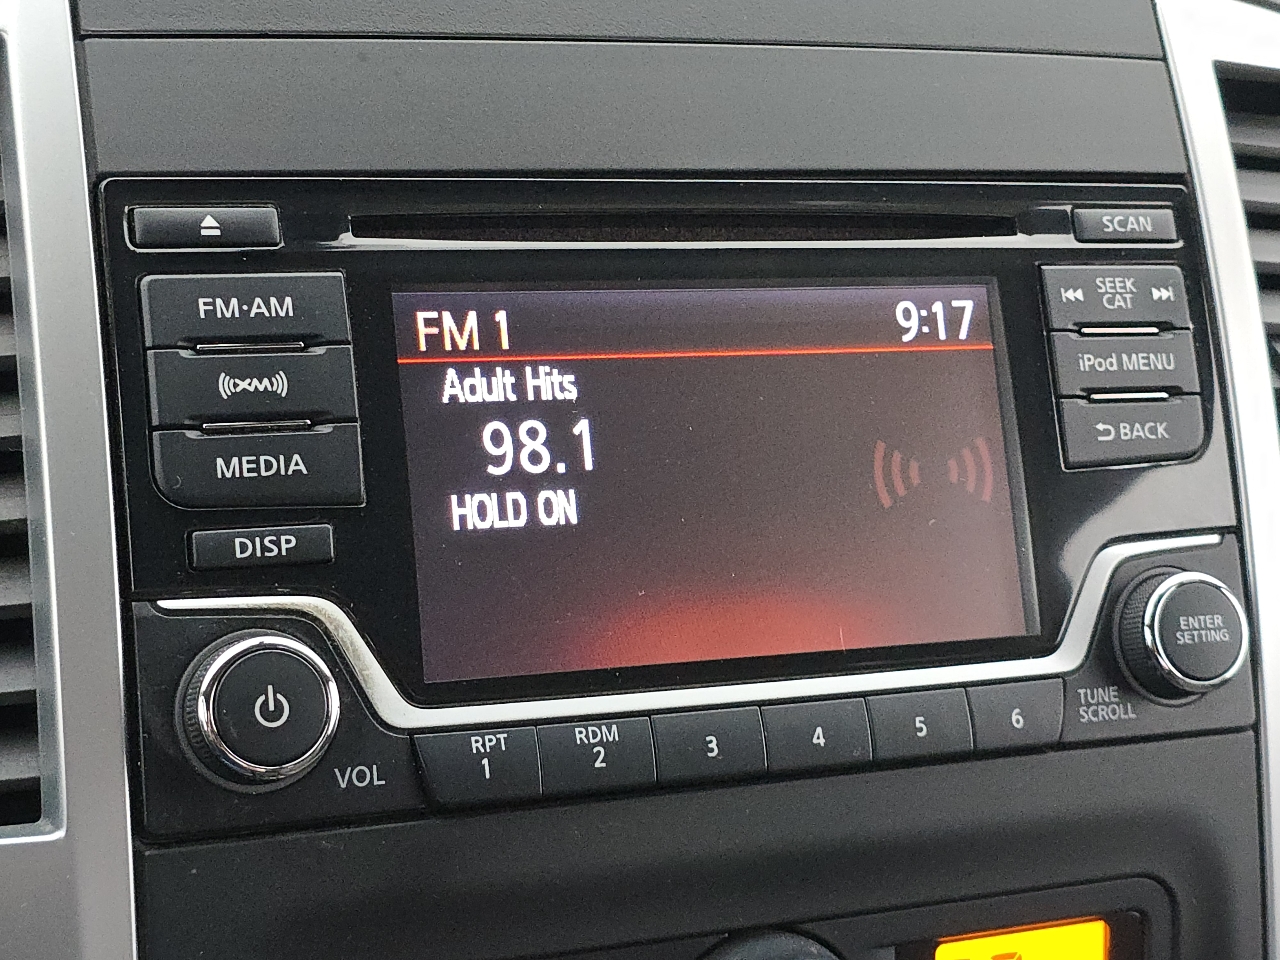 SCAN
FM·AM
SEEK
CAT
FM 1
9:17
Adult Hits
XM
iPod MENU
98.1
BACK
MEDIA
HOLD ON
DISP
ENTER
SETTING
TUNE
SCROLL
VOL
RPT
1
RDM
2
3
4
5
6